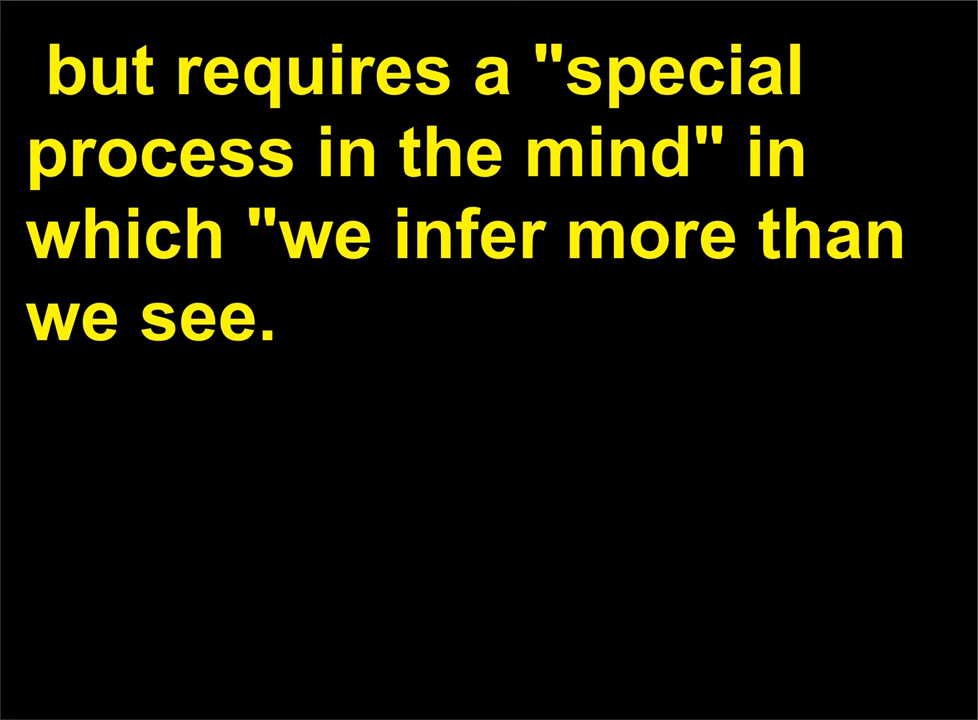 but requires a "special
process in the mind" in
which "we infer more than
we see.